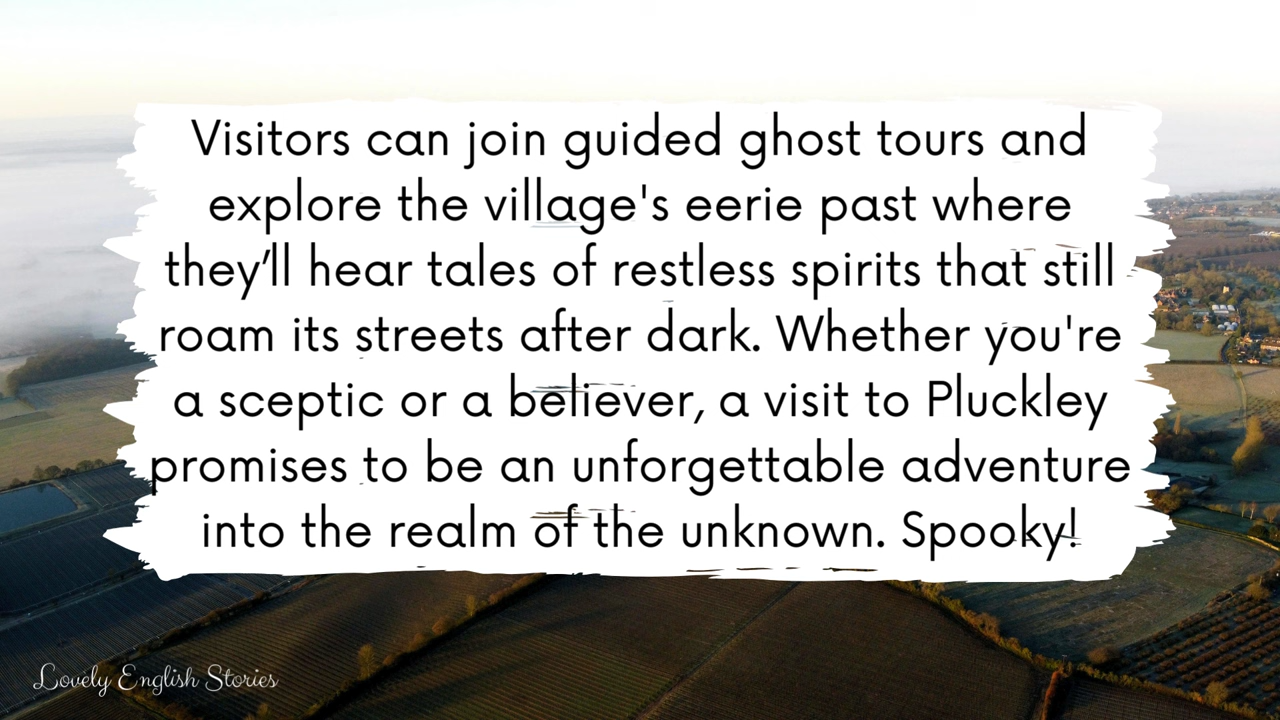 Visitors can join guided ghost tours and
explore the village's eerie past where
they’ll hear tales of restless spirits that still
roam its streets after dark. Whether you're
a sceptic or a believer, a visit to Pluckley
promises to be an unforgettable adventure
into the realm of the unknown. Spooky!
Lovely English Stories